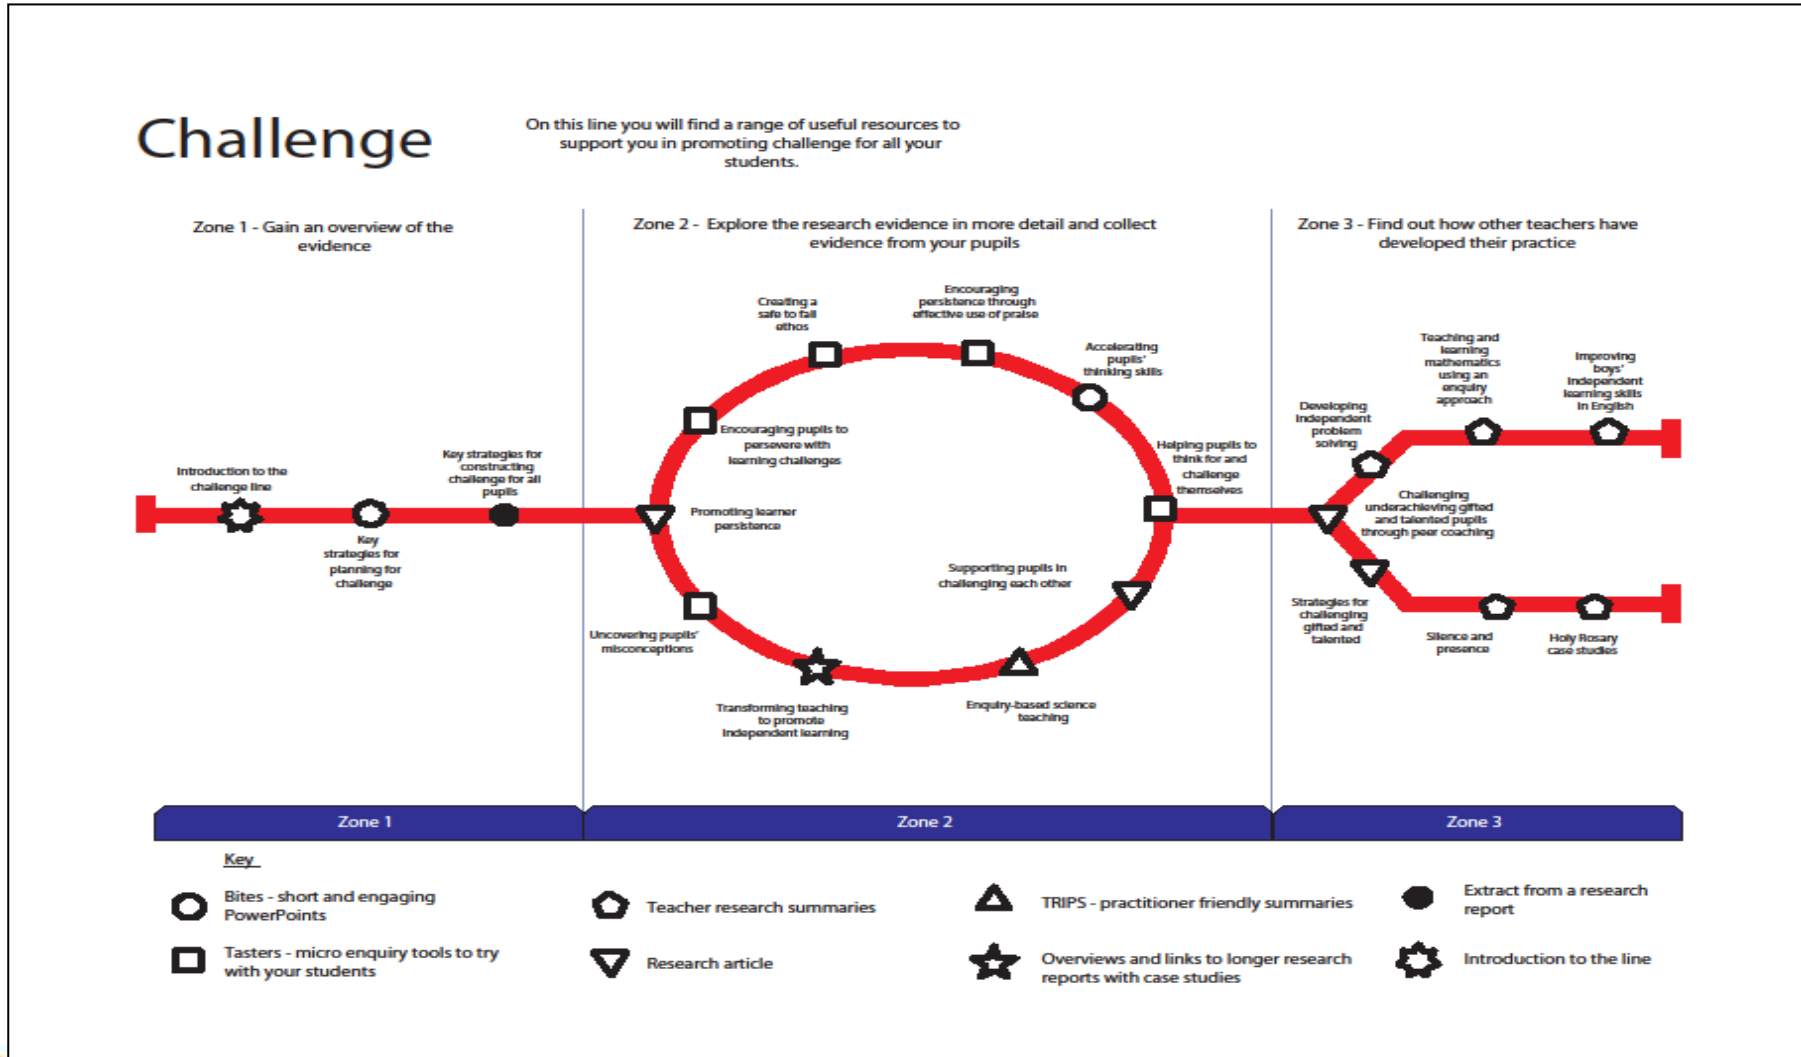 Challenge
On this line you will find a range of useful resources to
support you in promoting challenge for all your
students.
Zone 1 - Gain an overview of the
evidence
Zone 2 - Explore the research evidence in more detail and collect
evidence from your pupils
Zone 3 - Find out how other teachers have
developed their practice
Introduction to the
challenge line
Key
strategies for
planning for
challenge
Key strategies for
constructing
challenge for all
pupils
Promoting learner
persistence
Encouraging pupils to
persevere with
learning challenges
Creating a
safe to fail
ethos
Encouraging
persistence through
effective use of praise
Accelerating
pupils'
thinking skills
Helping pupils to
think for and
challenge
themselves
Supporting pupils in
challenging each other
Enquiry-based science
teaching
Transforming teaching
to promote
independent learning
Uncovering pupils'
misconceptions
Developing
independent
problem
solving
Teaching and
learning
mathematics
using an
enquiry
approach
Improving
boys'
independent
learning skills
in English
Challenging
underachieving gifted
and talented pupils
through peer coaching
Strategies for
challenging
gifted and
talented
Silence and
presence
Holy Rosary
case studies
Zone 1
Zone 2
Zone 3
Key
Bites - short and engaging
PowerPoints
Tasters - micro enquiry tools to try
with your students
Teacher research summaries
Research article
TRIPS - practitioner friendly summaries
Overviews and links to longer research
reports with case studies
Extract from a research
report
Introduction to the line